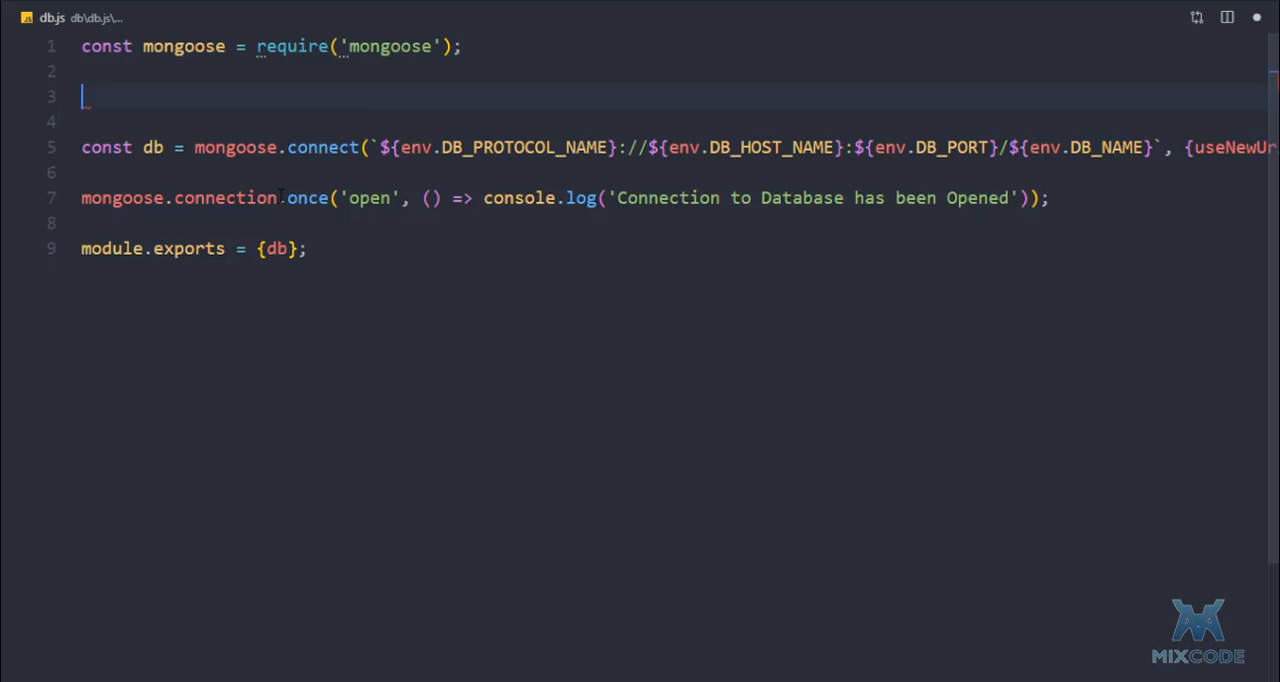 db.js db\db.js\...
1 const mongoose = require('mongoose');
2
3
4
5 const db = mongoose.connect(`${env.DB_PROTOCOL_NAME}://${env.DB_HOST_NAME}:${env.DB_PORT}/${env.DB_NAME}`, {useNewUr
6
7 mongoose.connection.once('open', () => console.log('Connection to Database has been Opened'));
8
9 module.exports = {db};
MIXCODE